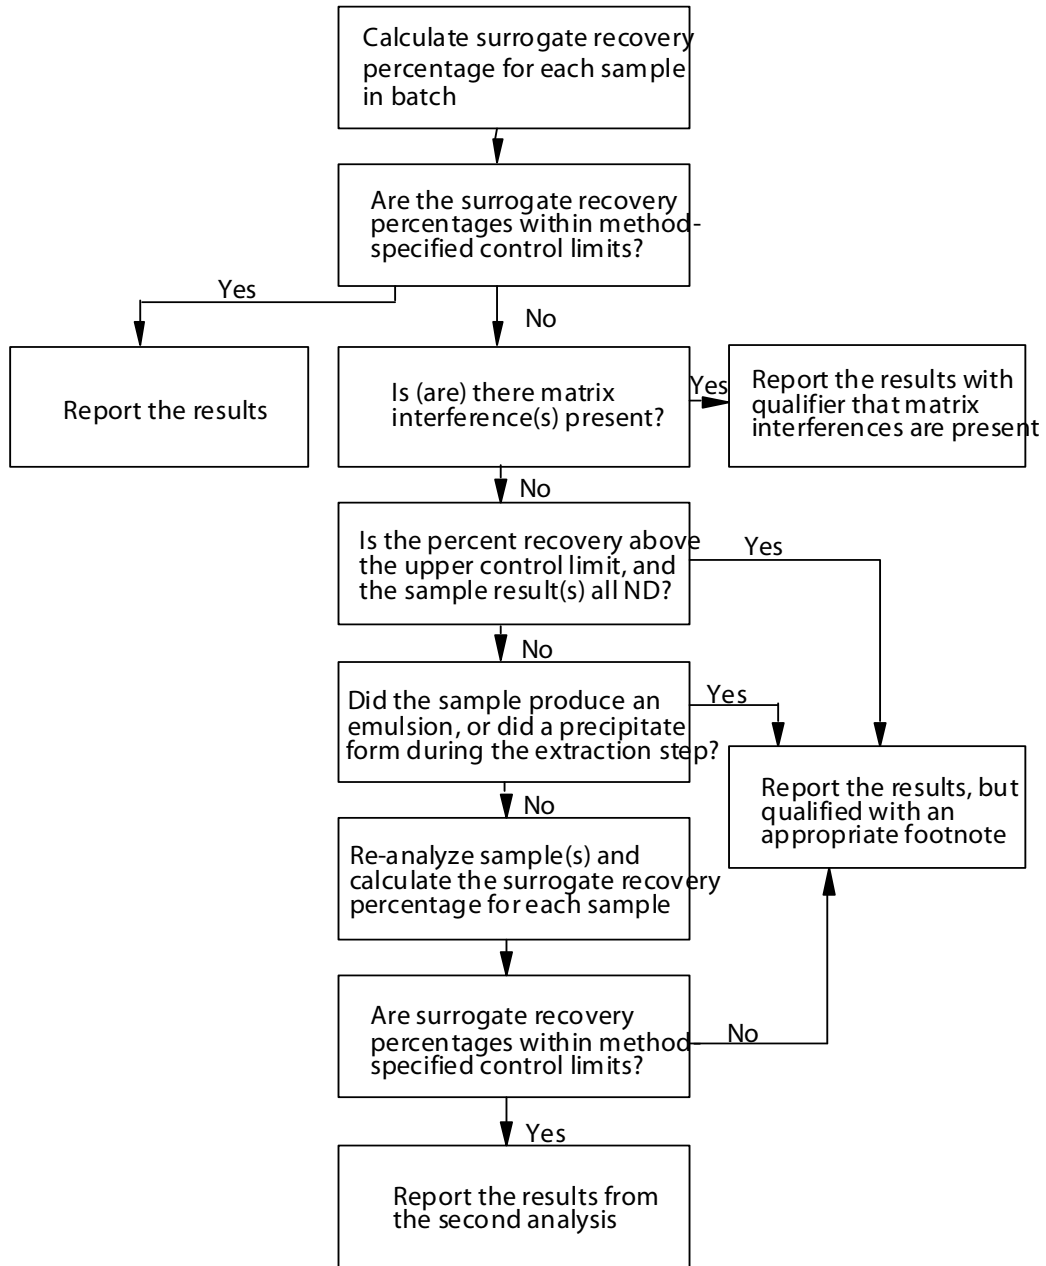 Calculate surrogate recovery
percentage for each sample
in batch
Are the surrogate recovery
percentages within method-
specified control limits?
Yes
No
Report the results
Is (are) there matrix
interference(s) present?
Yes
Report the results with
qualifier that matrix
interferences are present
No
Is the percent recovery above
the upper control limit, and
the sample result(s) all ND?
Yes
No
Did the sample produce an
emulsion, or did a precipitate
form during the extraction step?
Yes
Report the results, but
qualified with an
appropriate footnote
No
Re-analyze sample(s) and
calculate the surrogate recovery
percentage for each sample
Are surrogate recovery
percentages within method-
specified control limits?
No
Yes
Report the results from
the second analysis